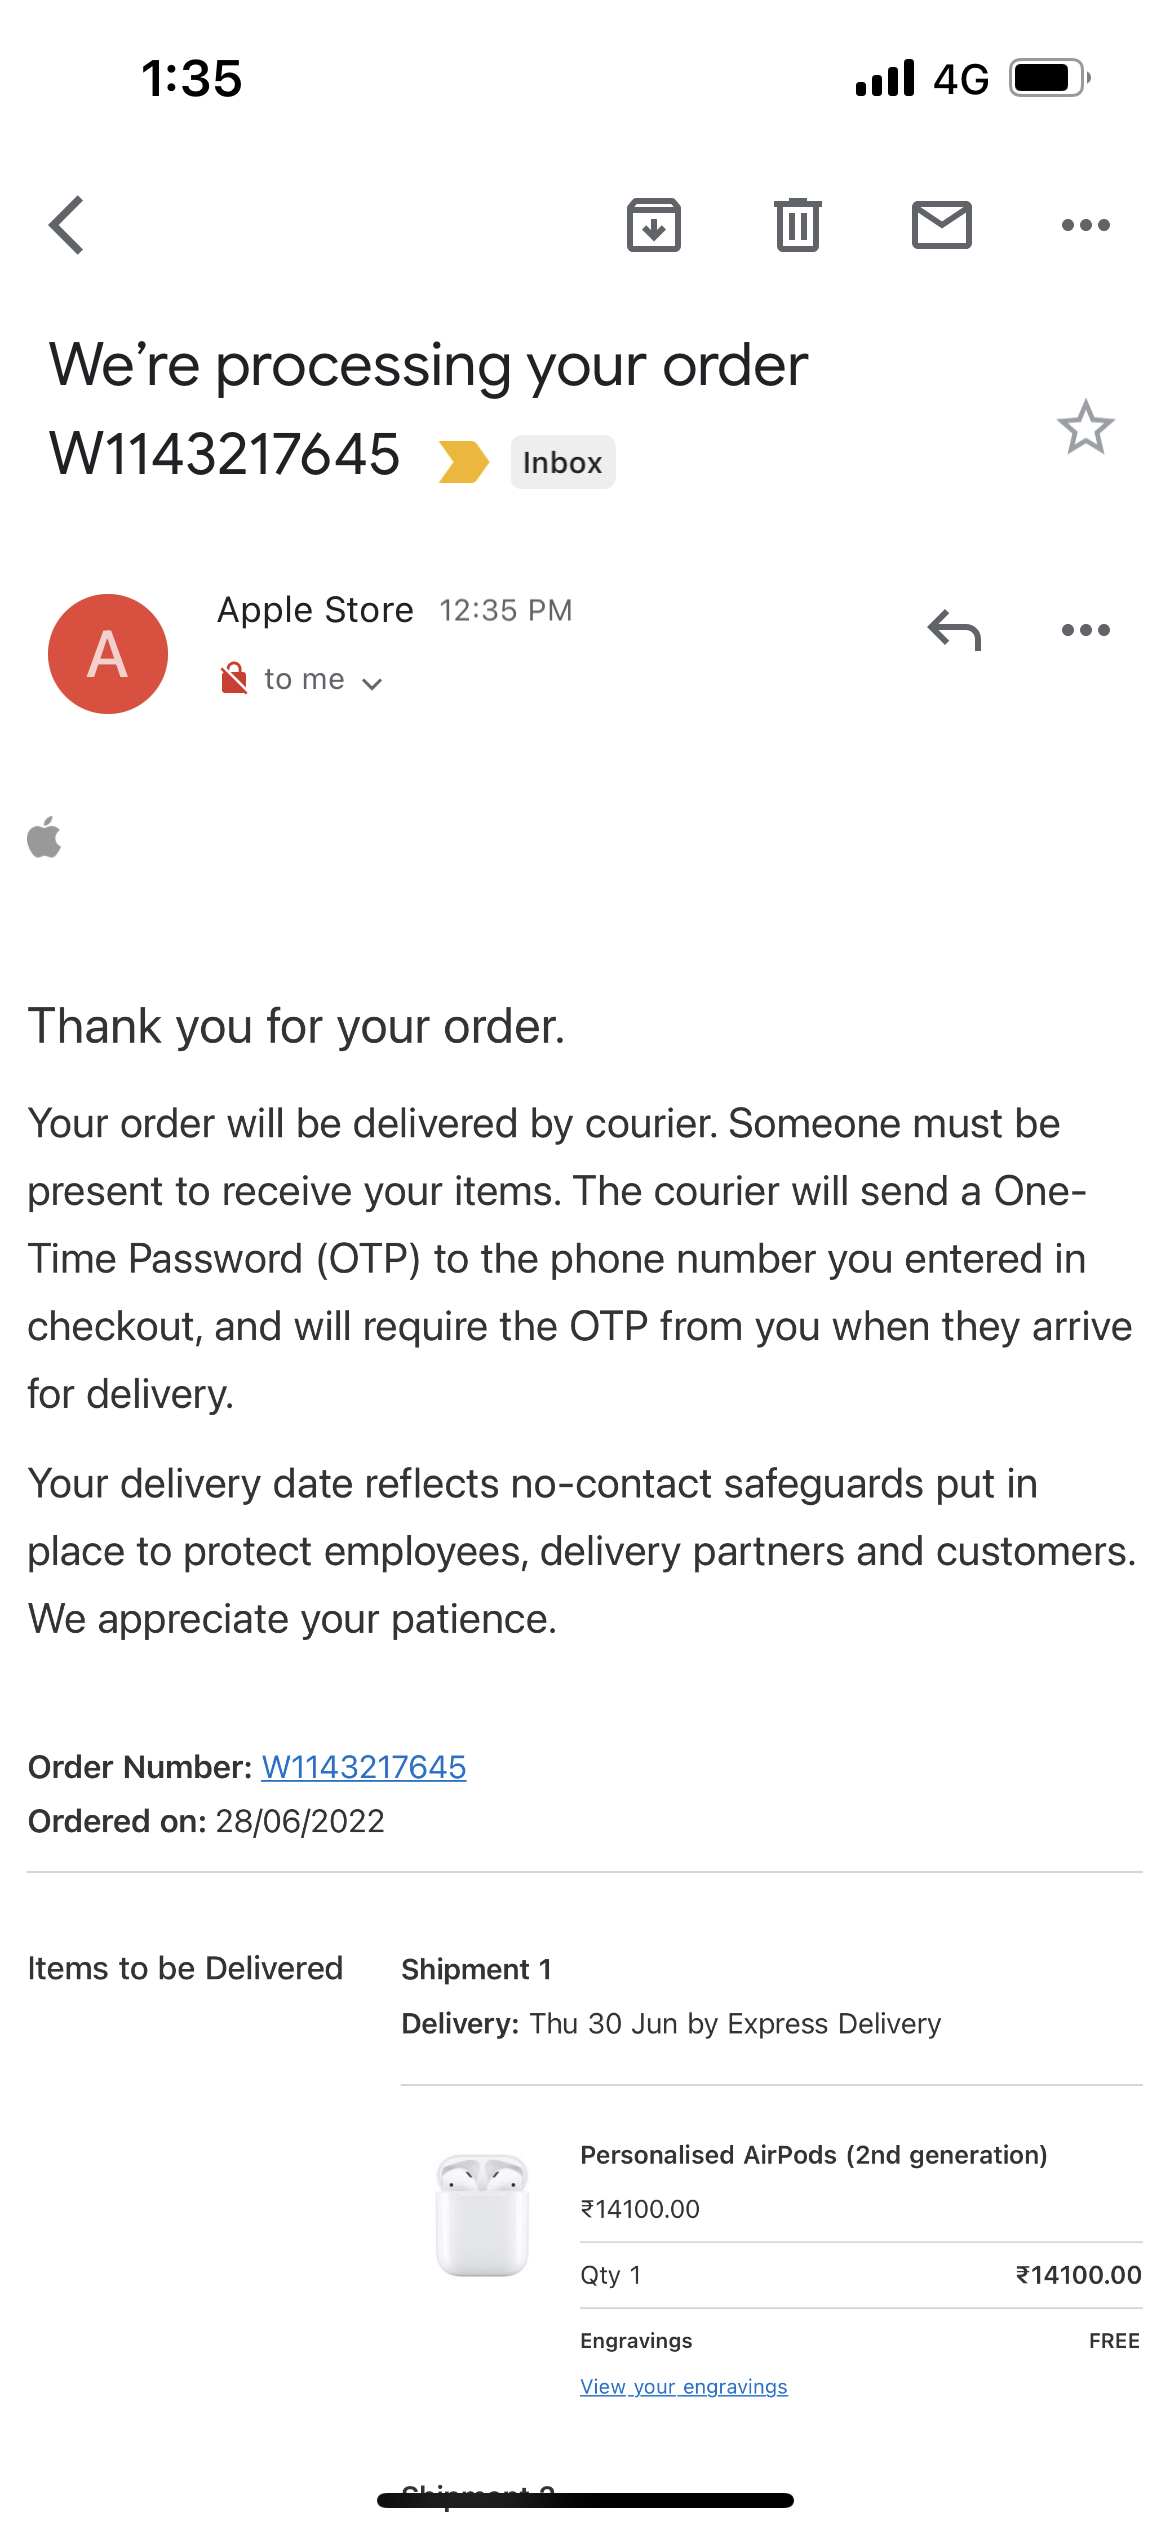 1:35 4G
We’re processing your order
W1143217645 Inbox
A
Apple Store 12:35 PM
to me
Thank you for your order.
Your order will be delivered by courier. Someone must be
present to receive your items. The courier will send a One-
Time Password (OTP) to the phone number you entered in
checkout, and will require the OTP from you when they arrive
for delivery.
Your delivery date reflects no-contact safeguards put in
place to protect employees, delivery partners and customers.
We appreciate your patience.
Order Number: W1143217645
Ordered on: 28/06/2022
Items to be Delivered
Shipment 1
Delivery: Thu 30 Jun by Express Delivery
Personalised AirPods (2nd generation)
₹14100.00
Qty 1 ₹14100.00
Engravings FREE
View your engravings
Shipment 2